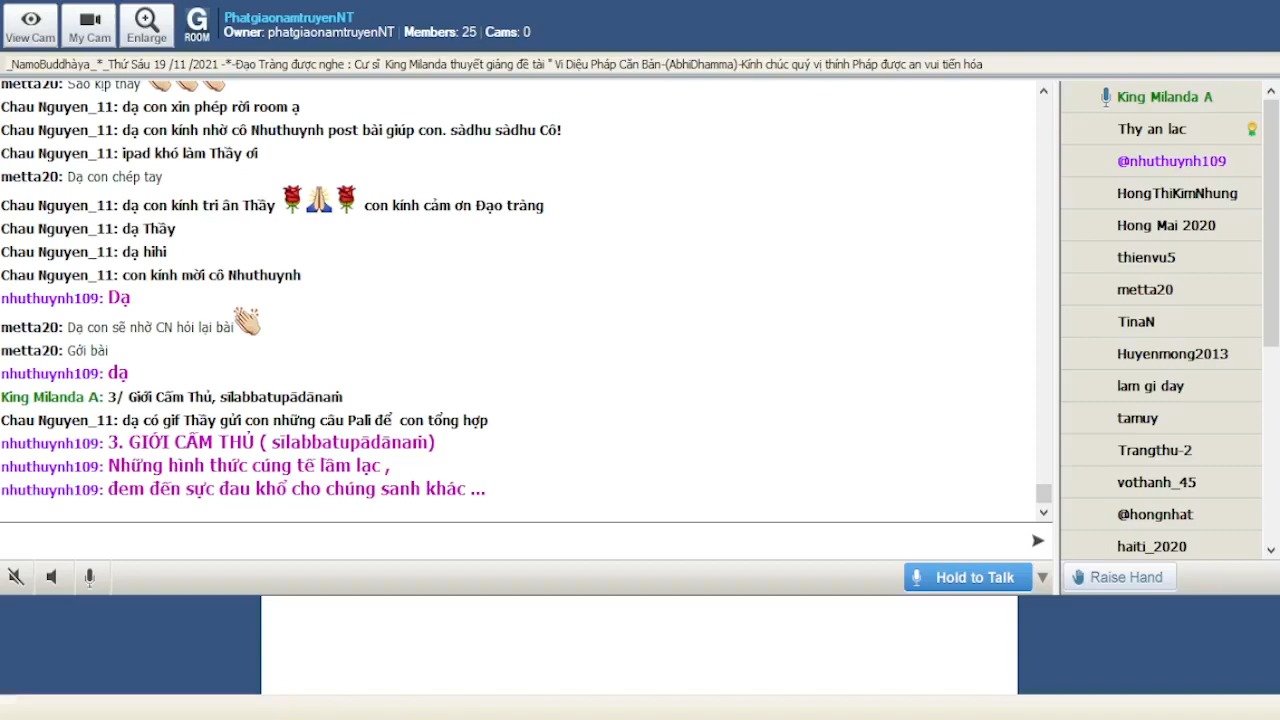 View Cam
My Cam
Enlarge
G
ROOM
PhatgiaonamtruyenNT
Owner: phatgiaonamtruyenNT | Members: 25 | Cams: 0
_NamoBuddhàya_*_Thứ Sáu 19 /11 /2021 -*-Đạo Tràng được nghe : Cư sĩ King Milanda thuyết giảng đề tài " Vi Diệu Pháp Căn Bản-(AbhiDhamma)-Kính chúc quý vị thính Pháp được an vui tiến hóa
metta20: Sao kịp thầy
Chau Nguyen_11: dạ con xin phép rời room ạ
Chau Nguyen_11: dạ con kính nhờ cô Nhuthuynh post bài giúp con. sàdhu sàdhu Cô!
Chau Nguyen_11: ipad khó làm Thầy ơi
metta20: Dạ con chép tay
Chau Nguyen_11: dạ con kính tri ân Thầy con kính cảm ơn Đạo tràng
Chau Nguyen_11: dạ Thầy
Chau Nguyen_11: dạ hihi
Chau Nguyen_11: con kính mời cô Nhuthuynh
nhuthuynh109: Dạ
metta20: Dạ con sẽ nhờ CN hói lại bài
metta20: Gởi bài
nhuthuynh109: dạ
King Milanda A: 3/ Giới Cấm Thủ, sīlabbatupādānaṁ
Chau Nguyen_11: dạ có gif Thầy gửi con những câu Pali để con tổng hợp
nhuthuynh109: 3. GIỚI CẤM THỦ ( sīlabbatupādānaṁ)
nhuthuynh109: Những hình thức cúng tế lầm lạc ,
nhuthuynh109: đem đến sực đau khổ cho chúng sanh khác ...
King Milanda A
Thy an lac
@nhuthuynh109
HongThiKimNhung
Hong Mai 2020
thienvu5
metta20
TinaN
Huyenmong2013
lam gi day
tamuy
Trangthu-2
vothanh_45
@hongnhat
haiti_2020
Hold to Talk
Raise Hand